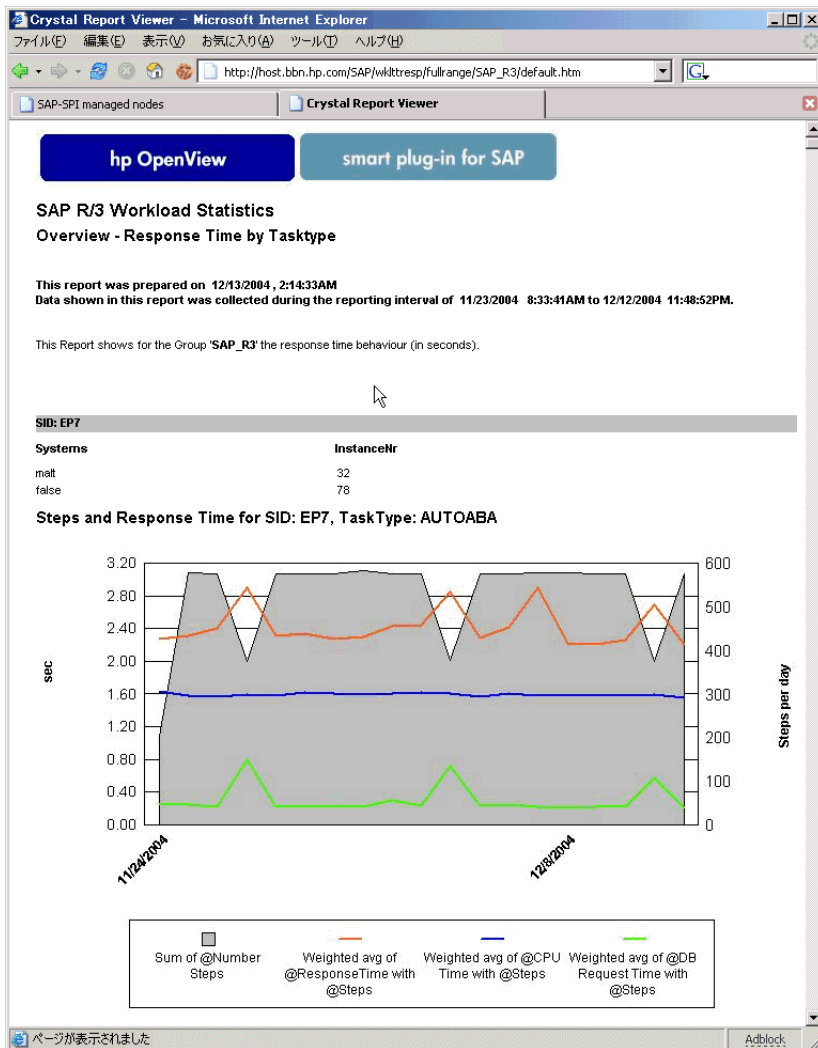 Crystal Report Viewer - Microsoft Internet Explorer
ファイル(F) 編集(E) 表示(V) お気に入り(A) ツール(T) ヘルプ(H)
http://host.bbn.hp.com/SAP/wklttresp/fullrange/SAP_R3/default.htm
G
SAP-SPI managed nodes Crystal Report Viewer
hp OpenView smart plug-in for SAP
SAP R/3 Workload Statistics
Overview - Response Time by Tasktype
This report was prepared on 12/13/2004 , 2:14:33AM
Data shown in this report was collected during the reporting interval of 11/23/2004 8:33:41AM to 12/12/2004 11:48:52PM.
This Report shows for the Group 'SAP_R3' the response time behaviour (in seconds).
SID: EP7
Systems InstanceNr
malt 32
false 78
Steps and Response Time for SID: EP7, TaskType: AUTOABA
3.20 600
2.80 500
2.40 400
2.00
1.60 300
1.20 200
0.80 100
0.40
0.00 0
sec
Steps per day
11/24/2004 12/8/2004
Sum of @Number Steps
Weighted avg of @ResponseTime with @Steps
Weighted avg of @CPU Time with @Steps
Weighted avg of @DB Request Time with @Steps
ページが表示されました Adblock